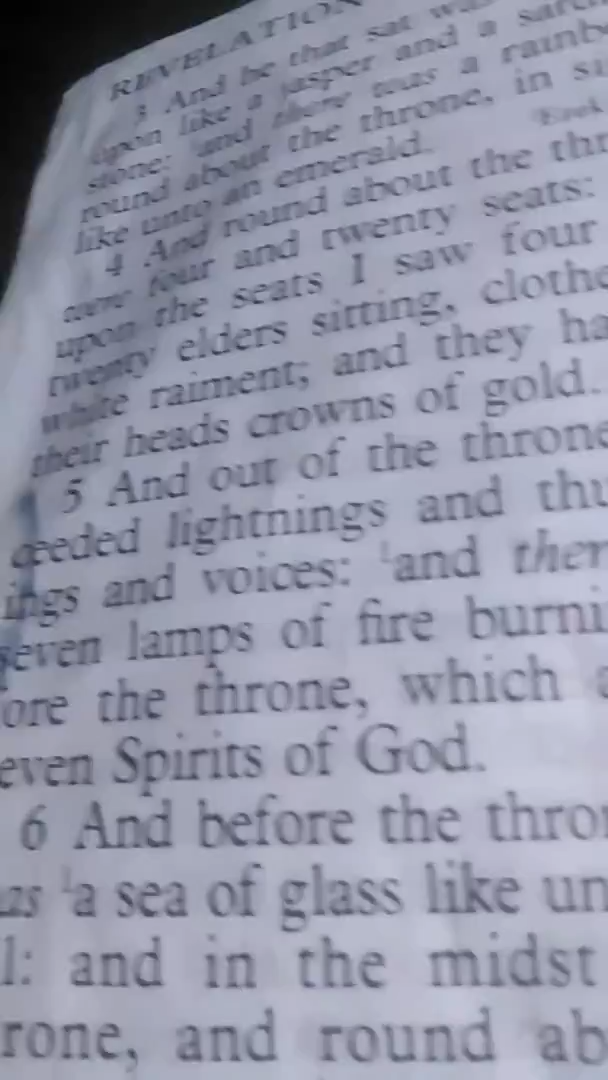 REVELATION
3 And he that sat was
upon like a jasper and a sar
stone: and there was a rainb
round about the throne, in si
like unto an emerald.
4 And round about the thr
were four and twenty seats:
upon the seats I saw four
twenty elders sitting, clothe
white raiment; and they ha
their heads crowns of gold.
5 And out of the throne
ceeded lightnings and thu
ings and voices: and ther
seven lamps of fire burni
ore the throne, which a
even Spirits of God.
6 And before the thro
as a sea of glass like un
l: and in the midst
rone, and round ab